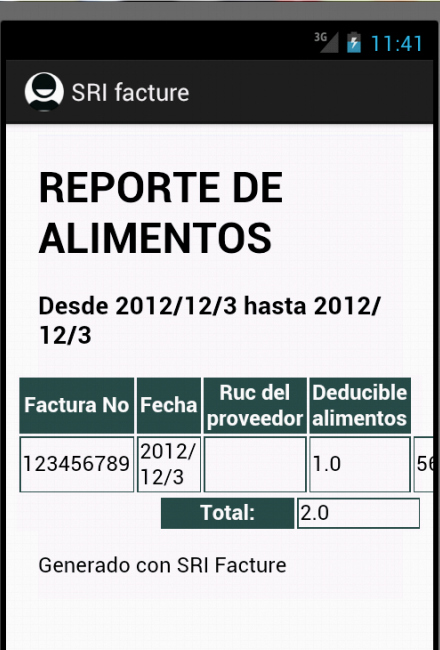 3G 11:41
SRI facture
REPORTE DE
ALIMENTOS
Desde 2012/12/3 hasta 2012/
12/3
Factura No Fecha Ruc del proveedor Deducible alimentos
123456789 2012/12/3 1.0 56
Total: 2.0
Generado con SRI Facture